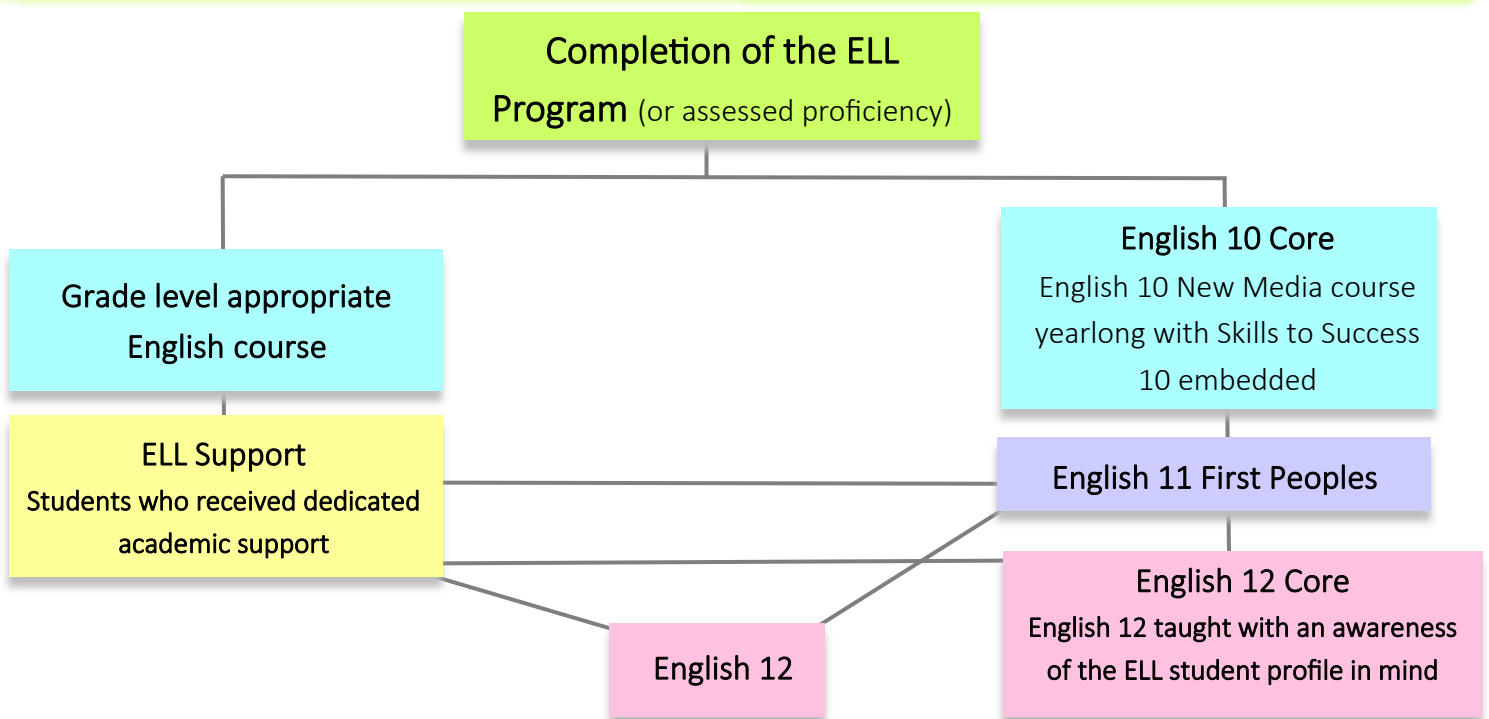 Completion of the ELL
Program (or assessed proficiency)
English 10 Core
English 10 New Media course
yearlong with Skills to Success
10 embedded
Grade level appropriate
English course
ELL Support
Students who received dedicated
academic support
English 11 First Peoples
English 12 Core
English 12 taught with an awareness
of the ELL student profile in mind
English 12